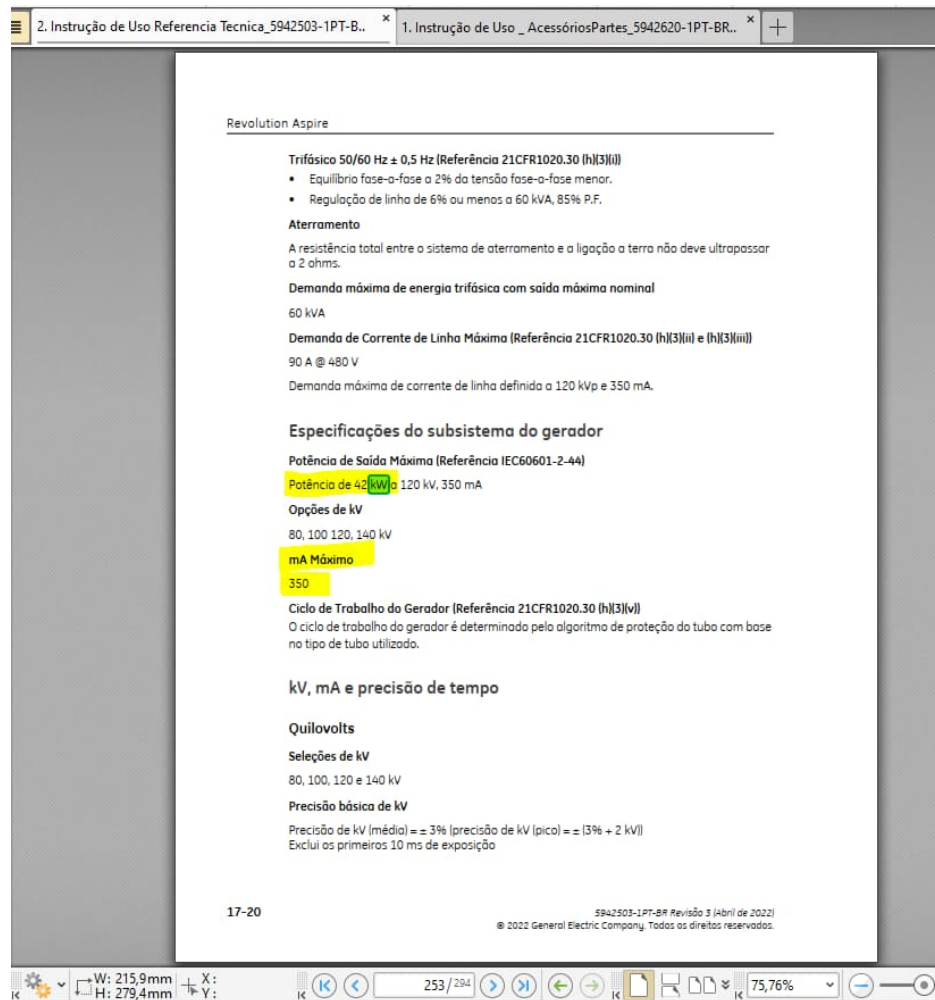 2. Instrução de Uso Referencia Tecnica_5942503-1PT-B..
1. Instrução de Uso _ AcessóriosPartes_5942620-1PT-BR..
Revolution Aspire
Trifásico 50/60 Hz ± 0,5 Hz (Referência 21CFR1020.30 (h)(3)(i))
• Equilíbrio fase-a-fase a 2% da tensão fase-a-fase menor.
• Regulação de linha de 6% ou menos a 60 kVA, 85% P.F.
Aterramento
A resistência total entre o sistema de aterramento e a ligação a terra não deve ultrapassar
a 2 ohms.
Demanda máxima de energia trifásica com saída máxima nominal
60 kVA
Demanda de Corrente de Linha Máxima (Referência 21CFR1020.30 (h)(3)(ii) e (h)(3)(iii))
90 A @ 480 V
Demanda máxima de corrente de linha definida a 120 kVp e 350 mA.
Especificações do subsistema do gerador
Potência de Saída Máxima (Referência IEC60601-2-44)
Potência de 42 kW a 120 kV, 350 mA
Opções de kV
80, 100 120, 140 kV
mA Máximo
350
Ciclo de Trabalho do Gerador (Referência 21CFR1020.30 (h)(3)(v))
O ciclo de trabalho do gerador é determinado pelo algoritmo de proteção do tubo com base
no tipo de tubo utilizado.
kV, mA e precisão de tempo
Quilovolts
Seleções de kV
80, 100, 120 e 140 kV
Precisão básica de kV
Precisão de kV (média) = ± 3% (precisão de kV (pico) = ± (3% + 2 kV))
Exclui os primeiros 10 ms de exposição
17-20
5942503-1PT-BR Revisão 3 (Abril de 2022)
® 2022 General Electric Company. Todos os direitos reservados.
W: 215,9mm
H: 279,4mm
X:
Y:
253/294
75,76%